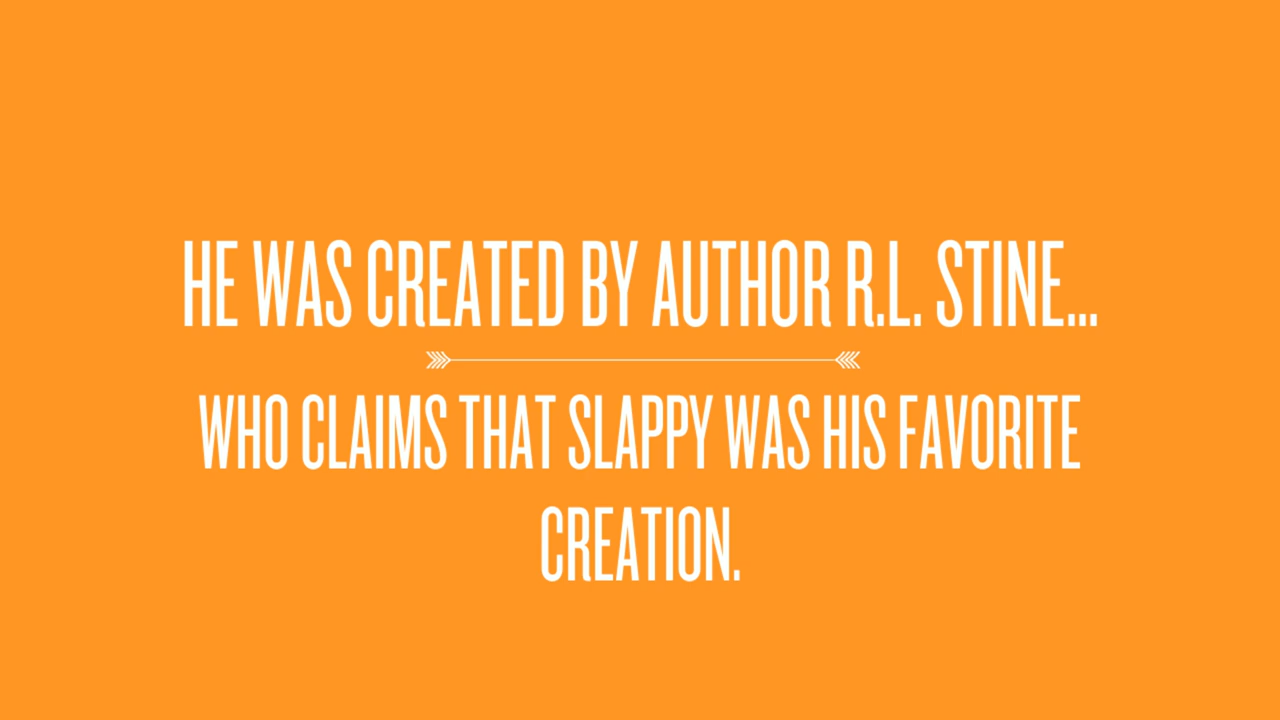 HE WAS CREATED BY AUTHOR R.L. STINE...
WHO CLAIMS THAT SLAPPY WAS HIS FAVORITE
CREATION.